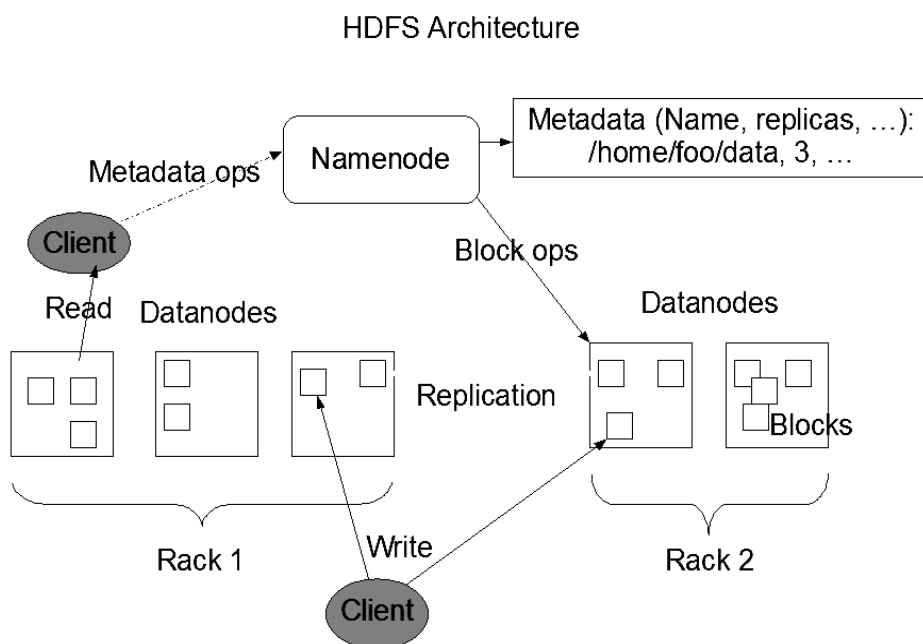 HDFS Architecture
Metadata (Name, replicas, …):
/home/foo/data, 3, …
Namenode
Metadata ops
Client
Block ops
Read
Datanodes
Datanodes
Replication
Blocks
Rack 1
Write
Rack 2
Client